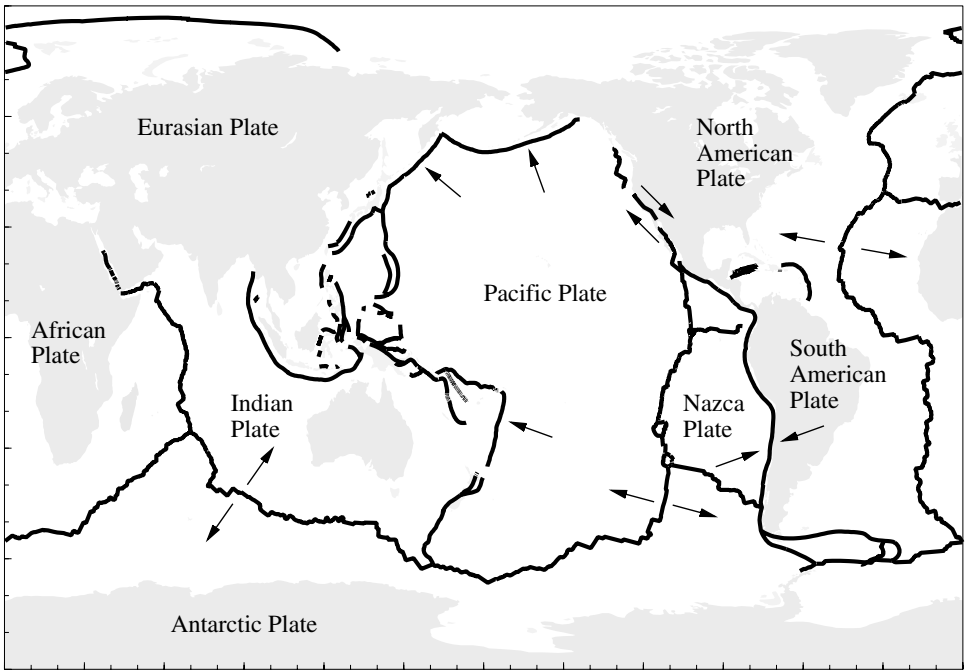 Eurasian Plate
North
American
Plate
Pacific Plate
African
Plate
South
American
Plate
Indian
Plate
Nazca
Plate
Antarctic Plate